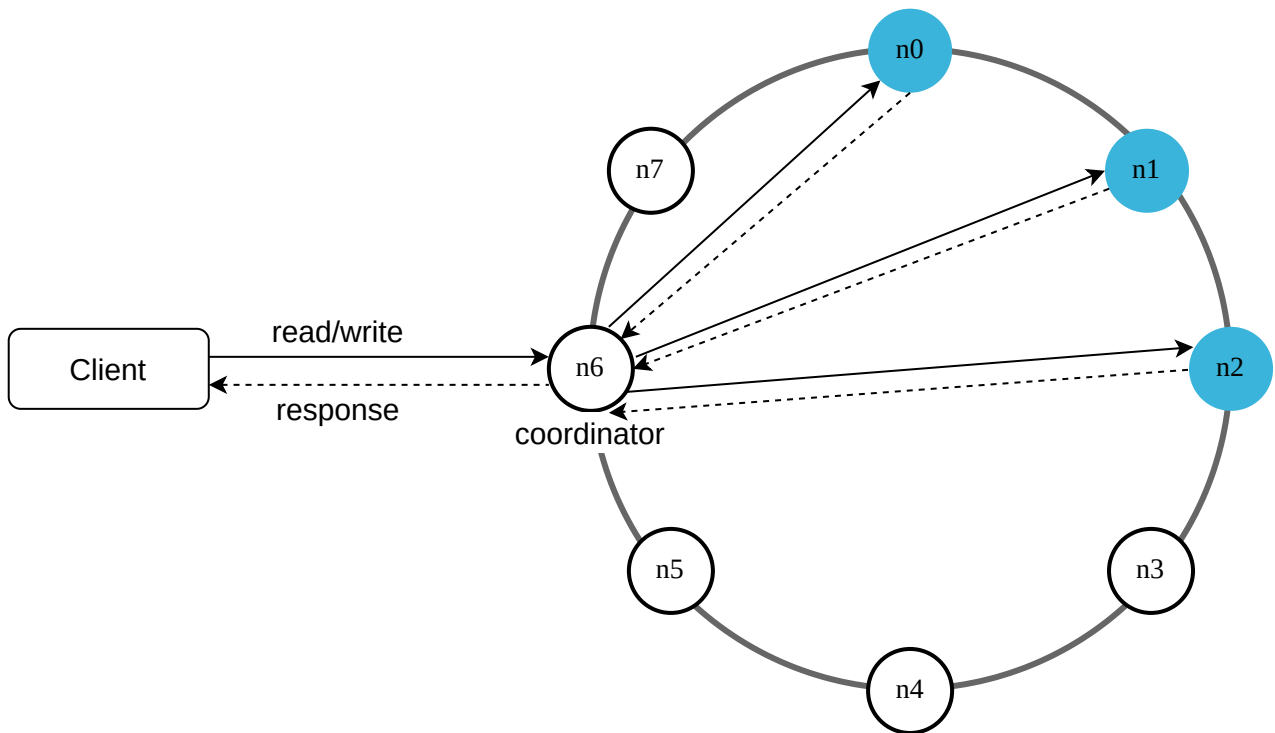 n0
n7
n1
read/write
Client
n6
n2
response
coordinator
n5
n3
n4